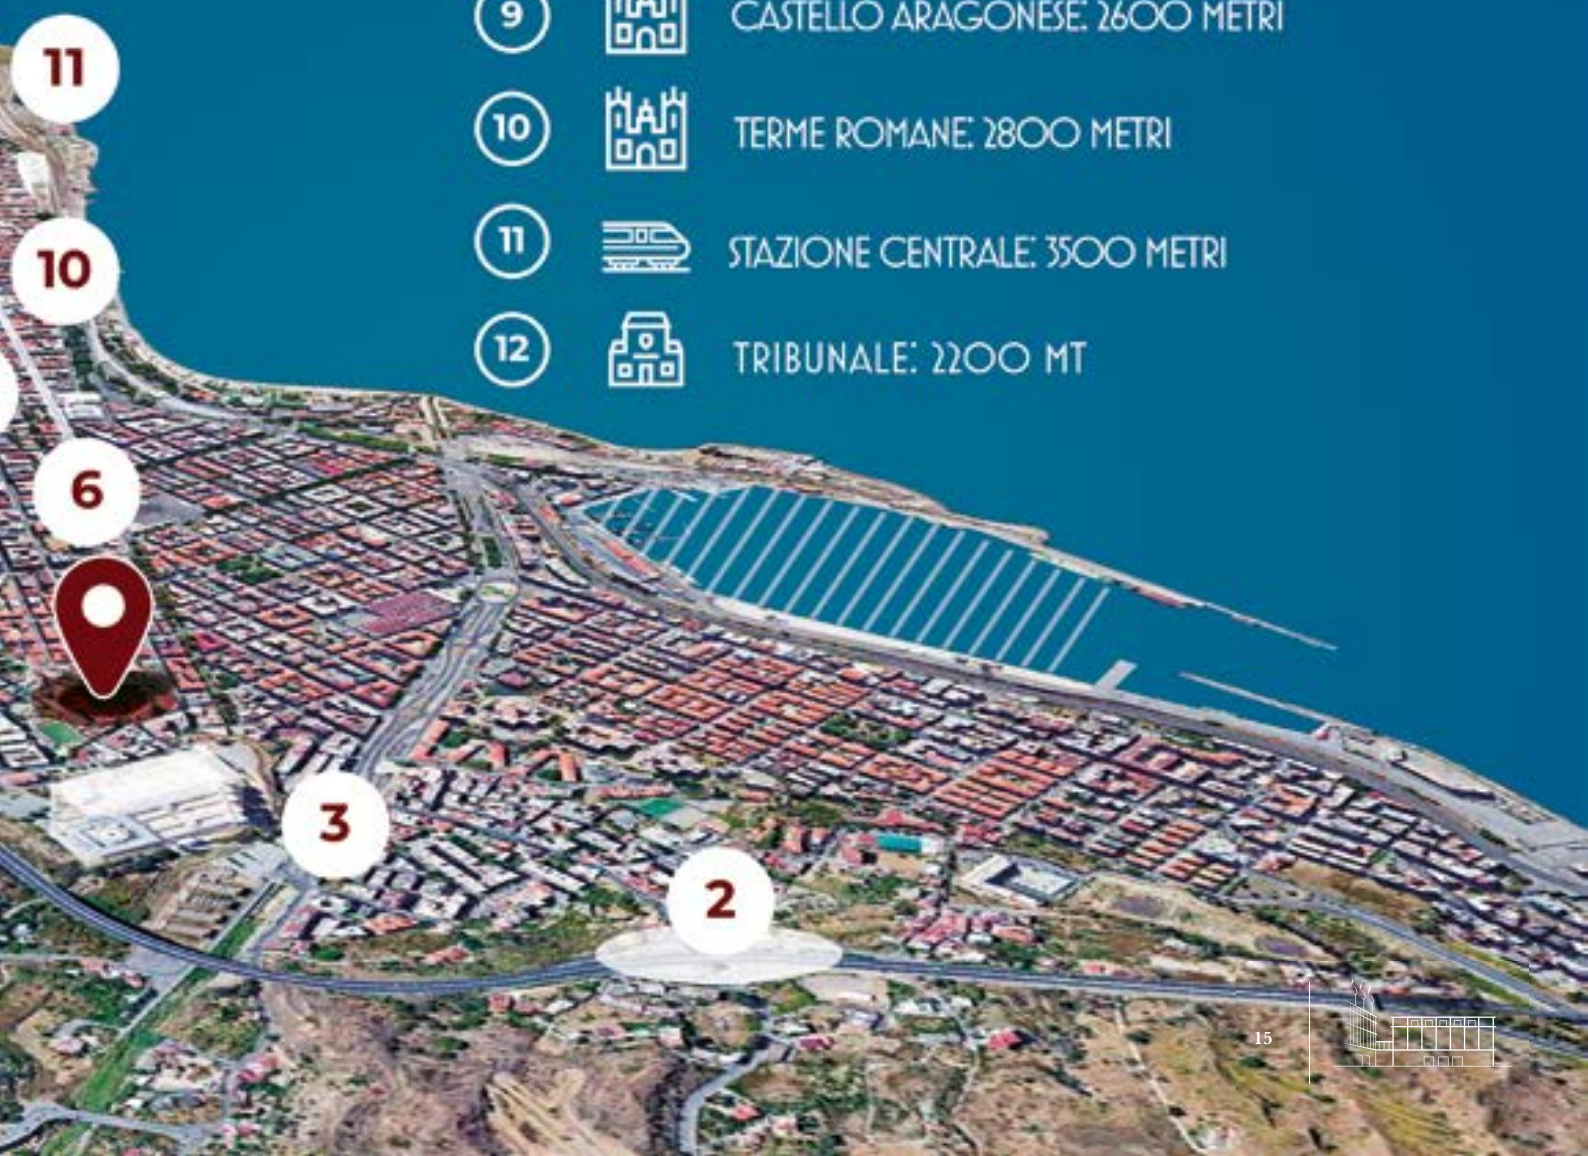 9 CASTELLO ARAGONESE: 2600 METRI
11
10 TERME ROMANE: 2800 METRI
10
11 STAZIONE CENTRALE: 3500 METRI
12 TRIBUNALE: 2200 MT
6
3
2
15